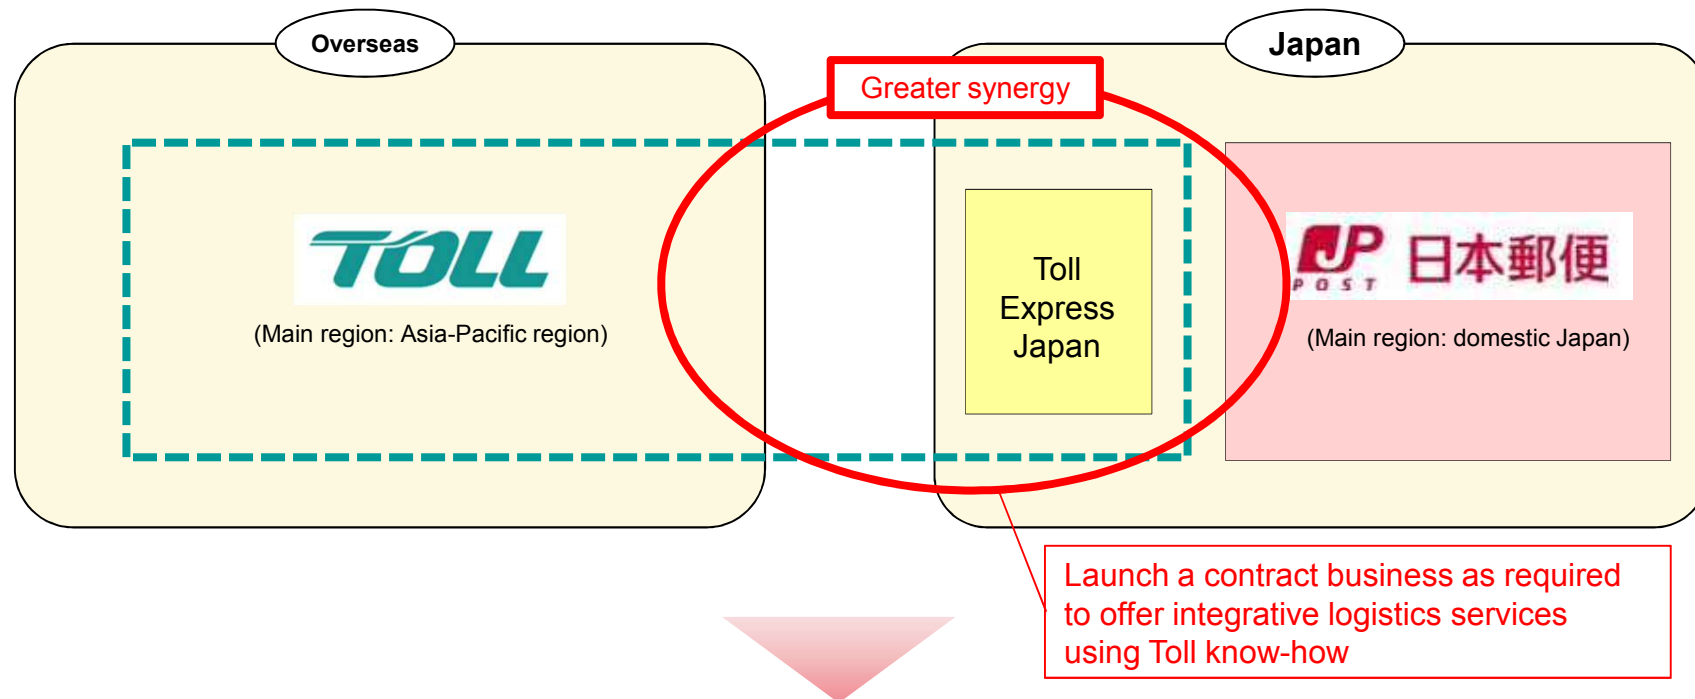 Overseas
Japan
Greater synergy
TOLL
(Main region: Asia-Pacific region)
Toll
Express
Japan
JP
POST
日本郵便
(Main region: domestic Japan)
Launch a contract business as required
to offer integrative logistics services
using Toll know-how